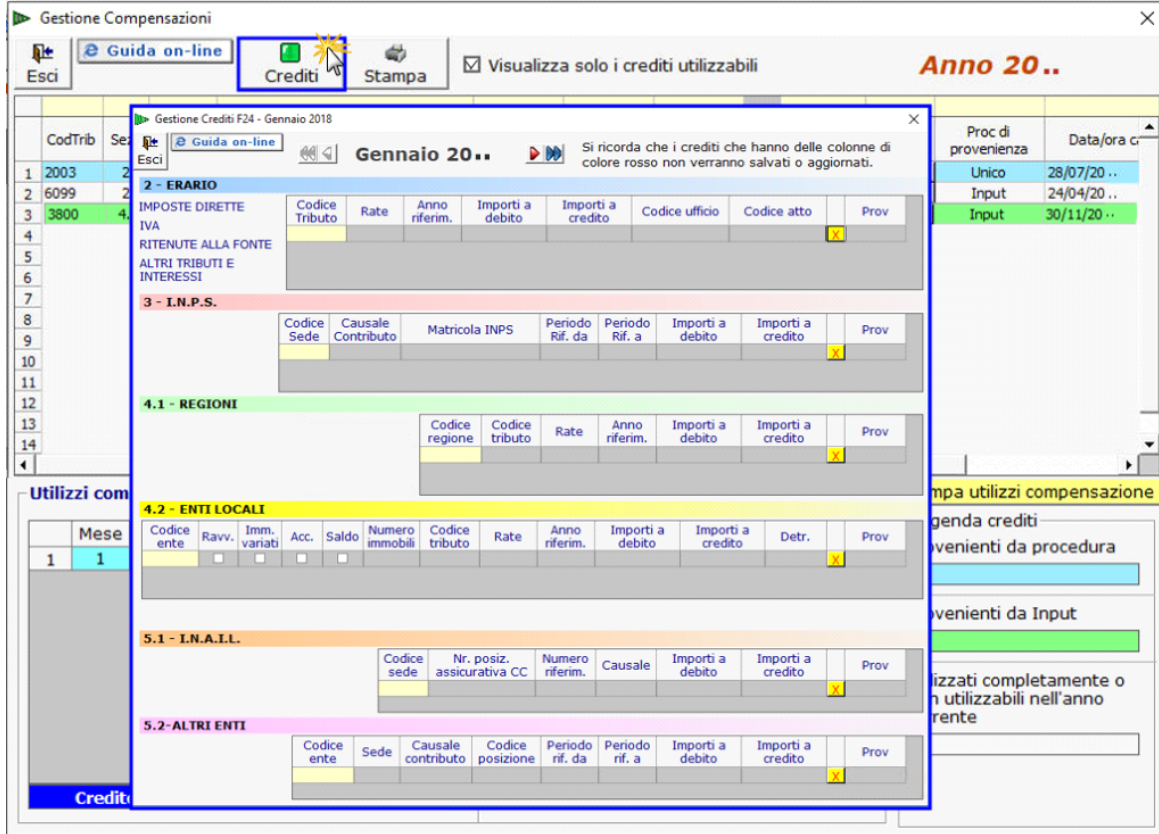 Gestione Compensazioni
Esci
Guida on-line
Crediti
Stampa
Visualizza solo i crediti utilizzabili
Anno 20 ..
CodTrib
Proc di provenienza
1 2003 Unico 28/07/20 ..
2 6099 Input 24/04/20 ..
3 3800 Input 30/11/20 ..
4
5
6
7
8
9
10
11
12
13
14
Gestione Crediti F24 - Gennaio 2018
Esci
Guida on-line
Gennaio 20..
Si ricorda che i crediti che hanno delle colonne di
colore rosso non verranno salvati o aggiornati.
2 - ERARIO
IMPOSTE DIRETTE
IVA
RITENUTE ALLA FONTE
ALTRI TRIBUTI E
INTERESSI
Codice Tributo Rate Anno riferim. Importi a debito Importi a credito Codice ufficio Codice atto Prov
X
3 - I.N.P.S.
Codice Sede Causale Contributo Matricola INPS Periodo Rif. da Periodo Rif. a Importi a debito Importi a credito Prov
X
4.1 - REGIONI
Codice regione Codice tributo Rate Anno riferim. Importi a debito Importi a credito Prov
X
4.2 - ENTI LOCALI
Codice ente Ravv. Imm. variati Acc. Saldo Numero immobili Codice tributo Rate Anno riferim. Importi a debito Importi a credito Detr. Prov
X
5.1 - I.N.A.I.L.
Codice sede Nr. posiz. assicurativa CC Numero riferim. Causale Importi a debito Importi a credito Prov
X
5.2-ALTRI ENTI
Codice ente Sede Causale contributo Codice posizione Periodo rif. da Periodo rif. a Importi a debito Importi a credito Prov
X
Utilizzi com
Mese
1 1
Credito
mpa utilizzi compensazione
genda crediti
ovenienti da procedura
ovenienti da Input
lizzati completamente o
n utilizzabili nell'anno
rrente